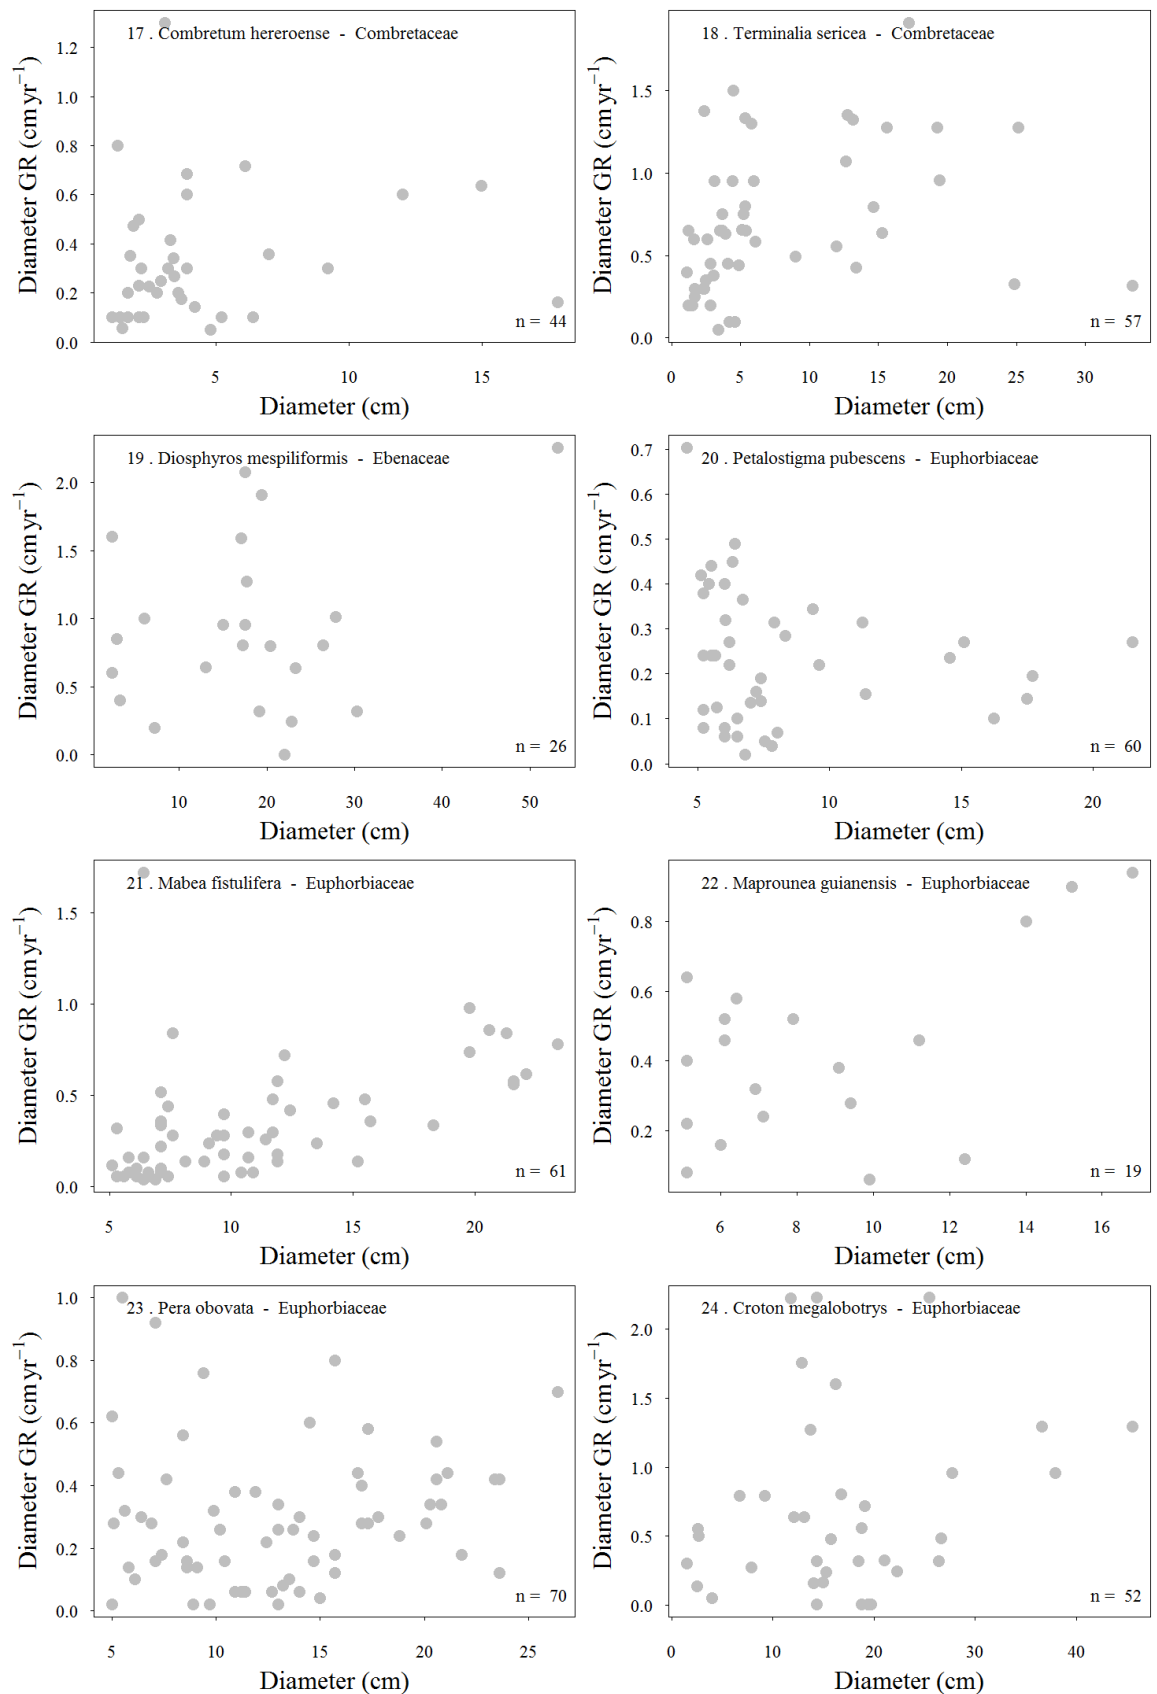 17 . Combretum hereroense - Combretaceae
Diameter GR (cm yr−1)
1.2
1.0
0.8
0.6
0.4
0.2
0.0
n = 44
5 10 15
Diameter (cm)
18 . Terminalia sericea - Combretaceae
Diameter GR (cm yr−1)
1.5
1.0
0.5
0.0
n = 57
0 5 10 15 20 25 30
Diameter (cm)
19 . Diosphyros mespiliformis - Ebenaceae
Diameter GR (cm yr−1)
2.0
1.5
1.0
0.5
0.0
n = 26
10 20 30 40 50
Diameter (cm)
20 . Petalostigma pubescens - Euphorbiaceae
Diameter GR (cm yr−1)
0.7
0.6
0.5
0.4
0.3
0.2
0.1
0.0
n = 60
5 10 15 20
Diameter (cm)
21 . Mabea fistulifera - Euphorbiaceae
Diameter GR (cm yr−1)
1.5
1.0
0.5
0.0
n = 61
5 10 15 20
Diameter (cm)
22 . Maprounea guianensis - Euphorbiaceae
Diameter GR (cm yr−1)
0.8
0.6
0.4
0.2
n = 19
6 8 10 12 14 16
Diameter (cm)
23 . Pera obovata - Euphorbiaceae
Diameter GR (cm yr−1)
1.0
0.8
0.6
0.4
0.2
0.0
n = 70
5 10 15 20 25
Diameter (cm)
24 . Croton megalobotrys - Euphorbiaceae
Diameter GR (cm yr−1)
2.0
1.5
1.0
0.5
0.0
n = 52
0 10 20 30 40
Diameter (cm)